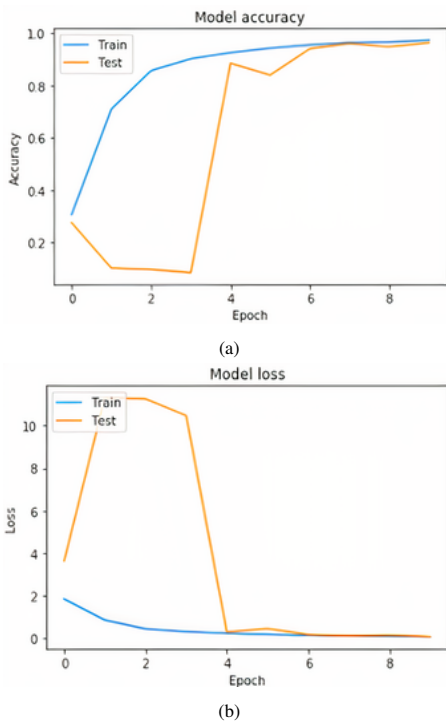 Model accuracy
1.0
0.8
0.6
0.4
0.2
Accuracy
Train
Test
0 2 4 6 8
Epoch
(a)
Model loss
10
8
6
4
2
0
Loss
Train
Test
0 2 4 6 8
Epoch
(b)